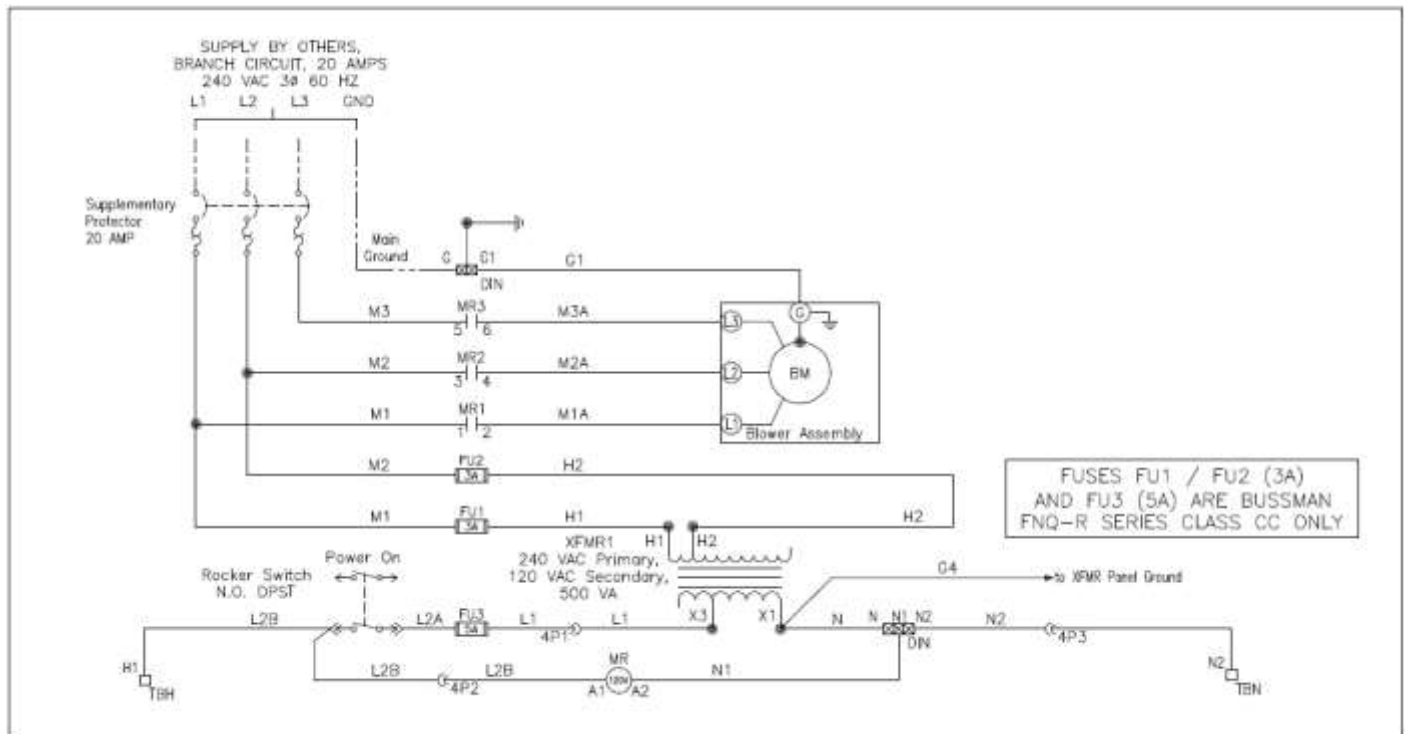 SUPPLY BY OTHERS,
BRANCH CIRCUIT, 20 AMPS
240 VAC 3Ø 60 HZ
L1 L2 L3 GND
Supplementary
Protector
20 AMP
Main
Ground
G G1 G1
DIN
M3 MR3 M3A L3 G
5 6
M2 MR2 M2A L2 BM
3 4
M1 MR1 M1A L1
1 2
Blower Assembly
M2 FU2 H2
3A
M1 FU1 H1 H2
3A
FUSES FU1 / FU2 (3A)
AND FU3 (5A) ARE BUSSMAN
FNQ-R SERIES CLASS CC ONLY
XFMR1 H1 H2
240 VAC Primary,
120 VAC Secondary,
500 VA
Power On
Rocker Switch
N.O. DPST
G4
to XFMR Panel Ground
L2B L2A FU3 L1 L1 X3 X1 N N N1 N2 N2
5A 4P1 DIN 4P3
H1 L2B L2B MR N1 N2
TBH 4P2 A1 A2 TBN